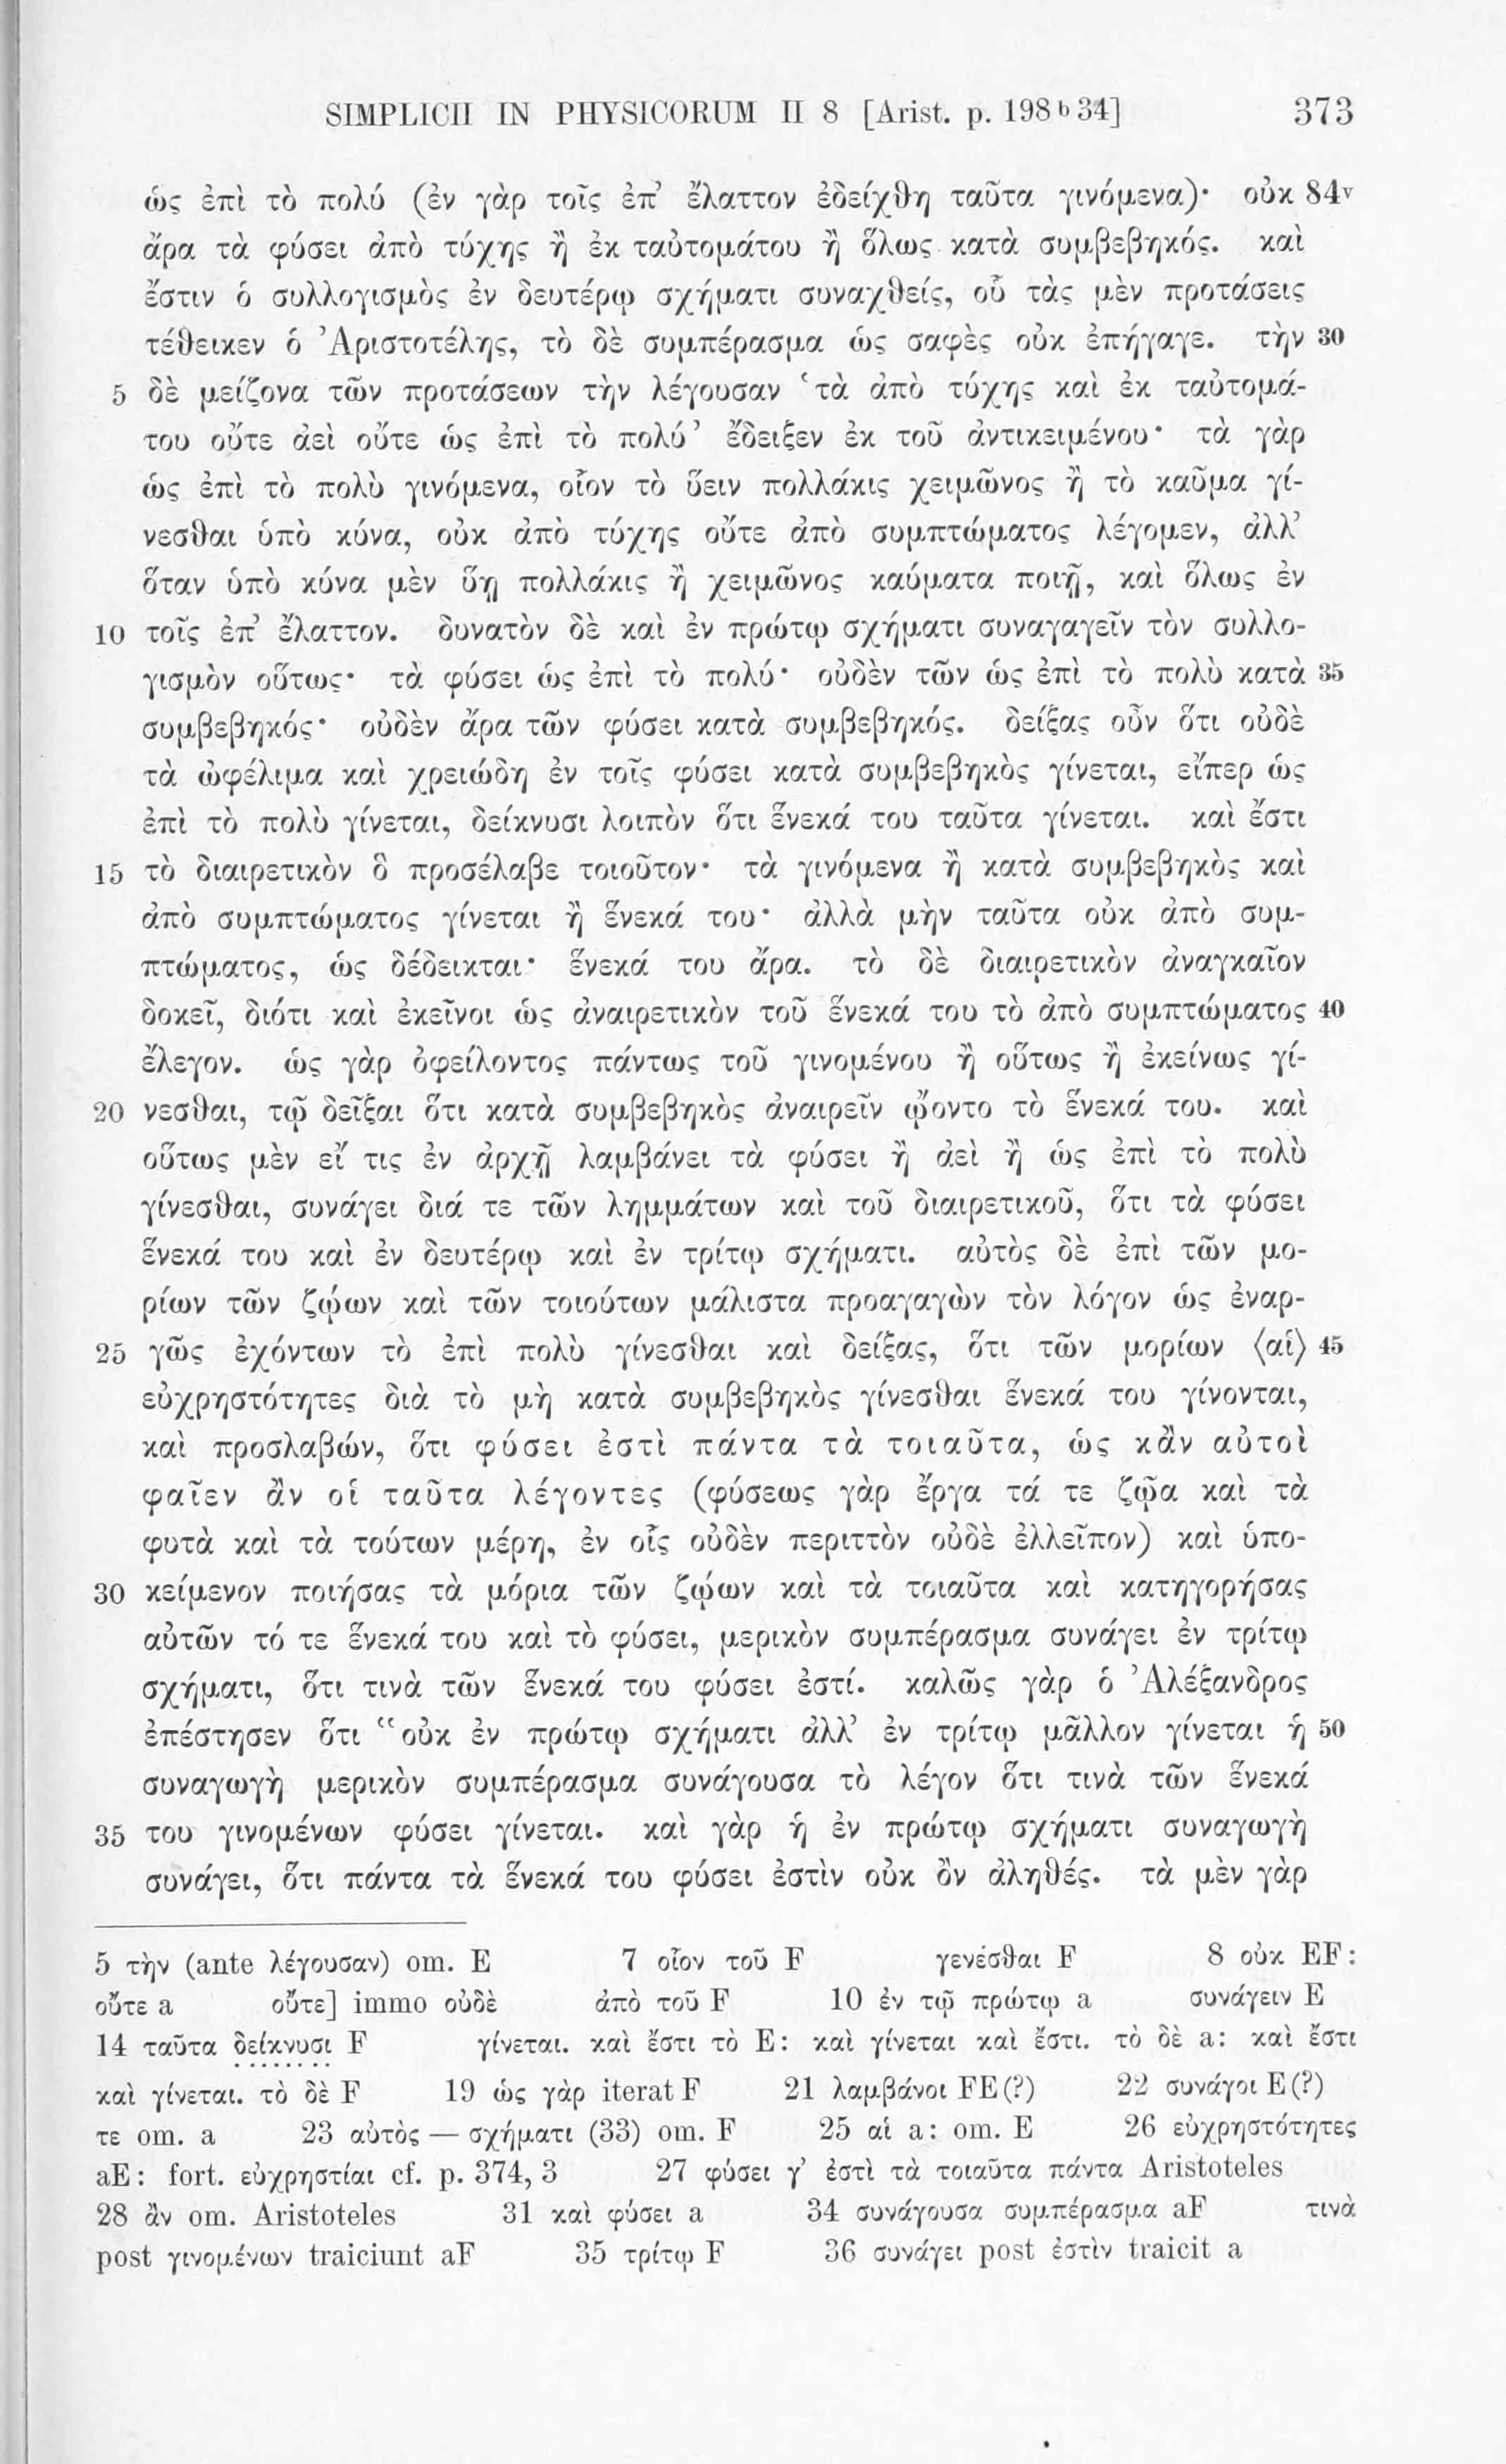 SIMPLICII IN PHYSICORUM II 8 [Arist. p. 198ᵇ34] 373
ὡς ἐπὶ τὸ πολύ (ἐν γὰρ τοῖς ἐπ' ἔλαττον ἐδείχθη ταῦτα γινόμενα)· οὐκ 84ᵛ
ἄρα τὰ φύσει ἀπὸ τύχης ἢ ἐκ ταὐτομάτου ἢ ὅλως κατὰ συμβεβηκός. καὶ
ἔστιν ὁ συλλογισμὸς ἐν δευτέρῳ σχήματι συναχθείς, οὗ τὰς μὲν προτάσεις
τέθεικεν ὁ Ἀριστοτέλης, τὸ δὲ συμπέρασμα ὡς σαφὲς οὐκ ἐπήγαγε. τὴν 30
5 δὲ μείζονα τῶν προτάσεων τὴν λέγουσαν ‘τὰ ἀπὸ τύχης καὶ ἐκ ταὐτομά-
του οὔτε ἀεὶ οὔτε ὡς ἐπὶ τὸ πολύ’ ἔδειξεν ἐκ τοῦ ἀντικειμένου· τὰ γὰρ
ὡς ἐπὶ τὸ πολὺ γινόμενα, οἷον τὸ ὕειν πολλάκις χειμῶνος ἢ τὸ καῦμα γί-
νεσθαι ὑπὸ κύνα, οὐκ ἀπὸ τύχης οὔτε ἀπὸ συμπτώματος λέγομεν, ἀλλ'
ὅταν ὑπὸ κύνα μὲν ὕῃ πολλάκις ἢ χειμῶνος καύματα ποιῇ, καὶ ὅλως ἐν
10 τοῖς ἐπ' ἔλαττον. δυνατὸν δὲ καὶ ἐν πρώτῳ σχήματι συναγαγεῖν τὸν συλλο-
γισμὸν οὕτως· τὰ φύσει ὡς ἐπὶ τὸ πολύ· οὐδὲν τῶν ὡς ἐπὶ τὸ πολὺ κατὰ 35
συμβεβηκός· οὐδὲν ἄρα τῶν φύσει κατὰ συμβεβηκός. δείξας οὖν ὅτι οὐδὲ
τὰ ὠφέλιμα καὶ χρειώδη ἐν τοῖς φύσει κατὰ συμβεβηκὸς γίνεται, εἴπερ ὡς
ἐπὶ τὸ πολὺ γίνεται, δείκνυσι λοιπὸν ὅτι ἕνεκά του ταῦτα γίνεται. καὶ ἔστι
15 τὸ διαιρετικὸν ὃ προσέλαβε τοιοῦτον· τὰ γινόμενα ἢ κατὰ συμβεβηκὸς καὶ
ἀπὸ συμπτώματος γίνεται ἢ ἕνεκά του· ἀλλὰ μὴν ταῦτα οὐκ ἀπὸ συμ-
πτώματος, ὡς δέδεικται· ἕνεκά του ἄρα. τὸ δὲ διαιρετικὸν ἀναγκαῖον
δοκεῖ, διότι καὶ ἐκεῖνοι ὡς ἀναιρετικὸν τοῦ ἕνεκά του τὸ ἀπὸ συμπτώματος 40
ἔλεγον. ὡς γὰρ ὀφείλοντος πάντως τοῦ γινομένου ἢ οὕτως ἢ ἐκείνως γί-
20 νεσθαι, τῷ δεῖξαι ὅτι κατὰ συμβεβηκὸς ἀναιρεῖν ᾤοντο τὸ ἕνεκά του. καὶ
οὕτως μὲν εἴ τις ἐν ἀρχῇ λαμβάνει τὰ φύσει ἢ ἀεὶ ἢ ὡς ἐπὶ τὸ πολὺ
γίνεσθαι, συνάγει διά τε τῶν λημμάτων καὶ τοῦ διαιρετικοῦ, ὅτι τὰ φύσει
ἕνεκά του καὶ ἐν δευτέρῳ καὶ ἐν τρίτῳ σχήματι. αὐτὸς δὲ ἐπὶ τῶν μο-
ρίων τῶν ζῴων καὶ τῶν τοιούτων μάλιστα προαγαγὼν τὸν λόγον ὡς ἐναρ-
25 γῶς ἐχόντων τὸ ἐπὶ πολὺ γίνεσθαι καὶ δείξας, ὅτι τῶν μορίων ⟨αἱ⟩ 45
εὐχρηστότητες διὰ τὸ μὴ κατὰ συμβεβηκὸς γίνεσθαι ἕνεκά του γίνονται,
καὶ προσλαβών, ὅτι φύσει ἐστὶ πάντα τὰ τοιαῦτα, ὡς κἂν αὐτοὶ
φαῖεν ἂν οἱ ταῦτα λέγοντες (φύσεως γὰρ ἔργα τά τε ζῷα καὶ τὰ
φυτὰ καὶ τὰ τούτων μέρη, ἐν οἷς οὐδὲν περιττὸν οὐδὲ ἐλλεῖπον) καὶ ὑπο-
30 κείμενον ποιήσας τὰ μόρια τῶν ζῴων καὶ τὰ τοιαῦτα καὶ κατηγορήσας
αὐτῶν τό τε ἕνεκά του καὶ τὸ φύσει, μερικὸν συμπέρασμα συνάγει ἐν τρίτῳ
σχήματι, ὅτι τινὰ τῶν ἕνεκά του φύσει ἐστί. καλῶς γὰρ ὁ Ἀλέξανδρος
ἐπέστησεν ὅτι “οὐκ ἐν πρώτῳ σχήματι ἀλλ' ἐν τρίτῳ μᾶλλον γίνεται ἡ 50
συναγωγὴ μερικὸν συμπέρασμα συνάγουσα τὸ λέγον ὅτι τινὰ τῶν ἕνεκά
35 του γινομένων φύσει γίνεται. καὶ γὰρ ἡ ἐν πρώτῳ σχήματι συναγωγὴ
συνάγει, ὅτι πάντα τὰ ἕνεκά του φύσει ἐστὶν οὐκ ὂν ἀληθές. τὰ μὲν γὰρ
5 τὴν (ante λέγουσαν) om. E 7 οἷον τοῦ F γενέσθαι F 8 οὐκ EF:
οὔτε a οὔτε] immo οὐδὲ ἀπὸ τοῦ F 10 ἐν τῷ πρώτῳ a συνάγειν E
14 ταῦτα δείκνυσι F γίνεται. καὶ ἔστι τὸ E: καὶ γίνεται καὶ ἔστι. τὸ δὲ a: καὶ ἔστι
καὶ γίνεται. τὸ δὲ F 19 ὡς γὰρ iterat F 21 λαμβάνοι FE(?) 22 συνάγοι E(?)
τε om. a 23 αὐτὸς — σχήματι (33) om. F 25 αἱ a: om. E 26 εὐχρηστότητες
aE: fort. εὐχρηστίαι cf. p. 374, 3 27 φύσει γ' ἐστὶ τὰ τοιαῦτα πάντα Aristoteles
28 ἂν om. Aristoteles 31 καὶ φύσει a 34 συνάγουσα συμπέρασμα aF τινὰ
post γινομένων traiciunt aF 35 τρίτῳ F 36 συνάγει post ἐστὶν traicit a